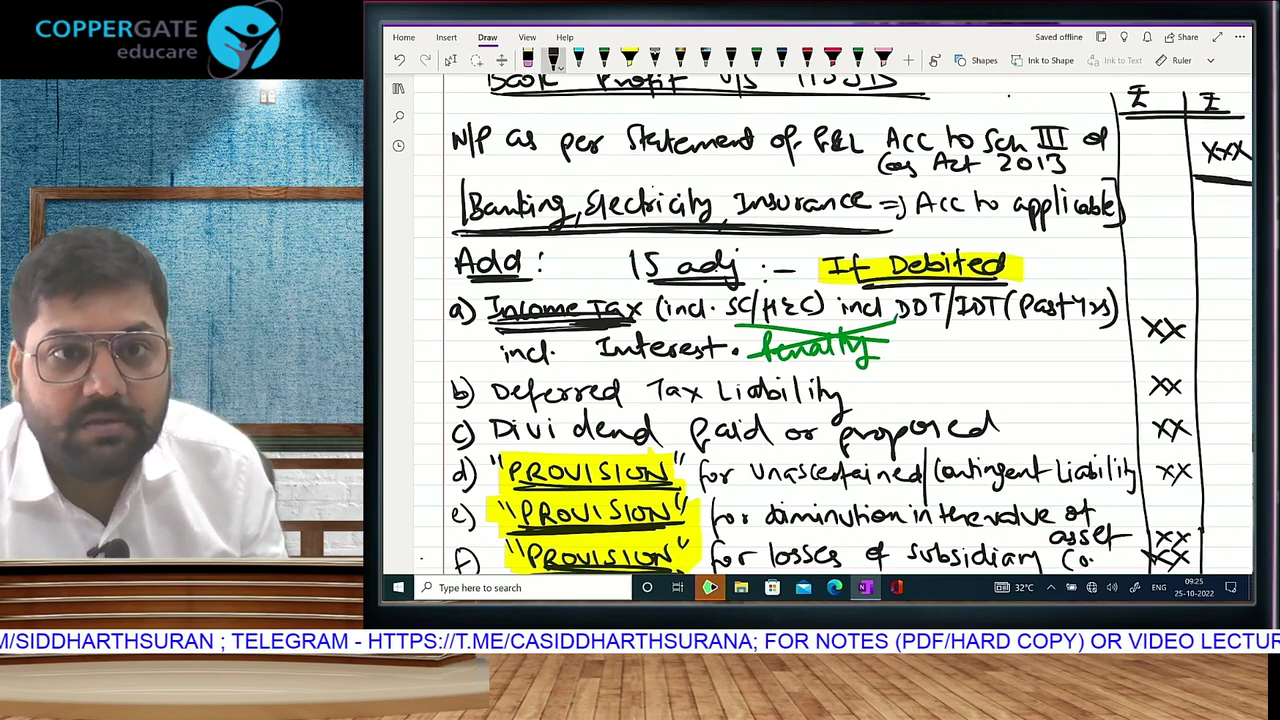 COPPERGATE
educare
Home Insert Draw View Help
Saved offline
Share
Shapes
Ink to Shape
Ink to Text
Ruler
Book Profit u/s 115JB
₹ ₹
N/P as per Statement of P&L Acc to Sch III of
Cos Act 2013
XXX
[Banking, Electricity, Insurance => Acc to applicable]
Add: 15 adj :- If Debited
a) Income Tax (incl. SC/H&EC) incl DDT/IDT (Past Yrs)
incl. Interest. Penalty
XX
b) Deferred Tax Liability XX
c) Dividend paid or proposed XX
d) "PROVISION" for unascertained/Contingent Liability XX
e) "PROVISION" for diminution in the value of
asset XX
f) "PROVISION" for losses of subsidiary Co. XX
Type here to search
32°C
ENG
09:25
25-10-2022
M/SIDDHARTHSURAN ; TELEGRAM - HTTPS://T.ME/CASIDDHARTHSURANA; FOR NOTES (PDF/HARD COPY) OR VIDEO LECTUR